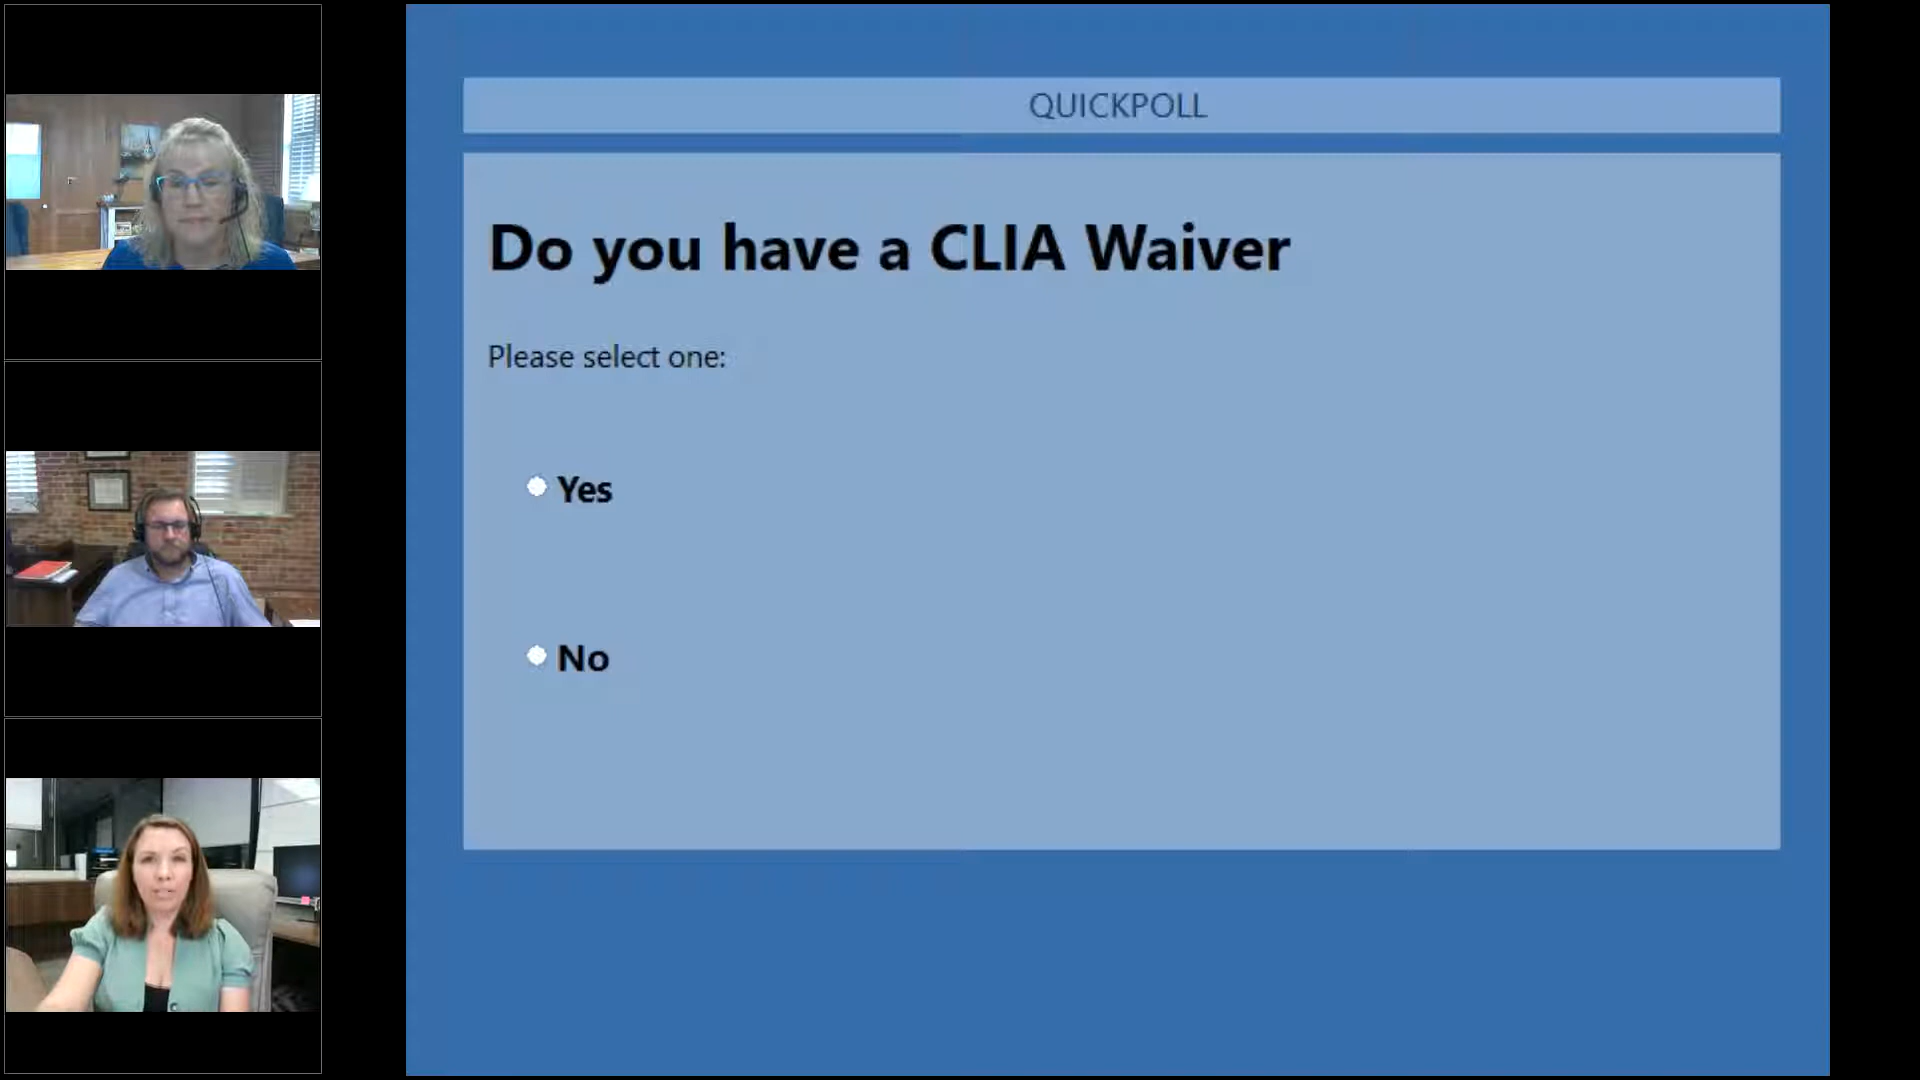 QUICKPOLL
Do you have a CLIA Waiver
Please select one:
Yes
No